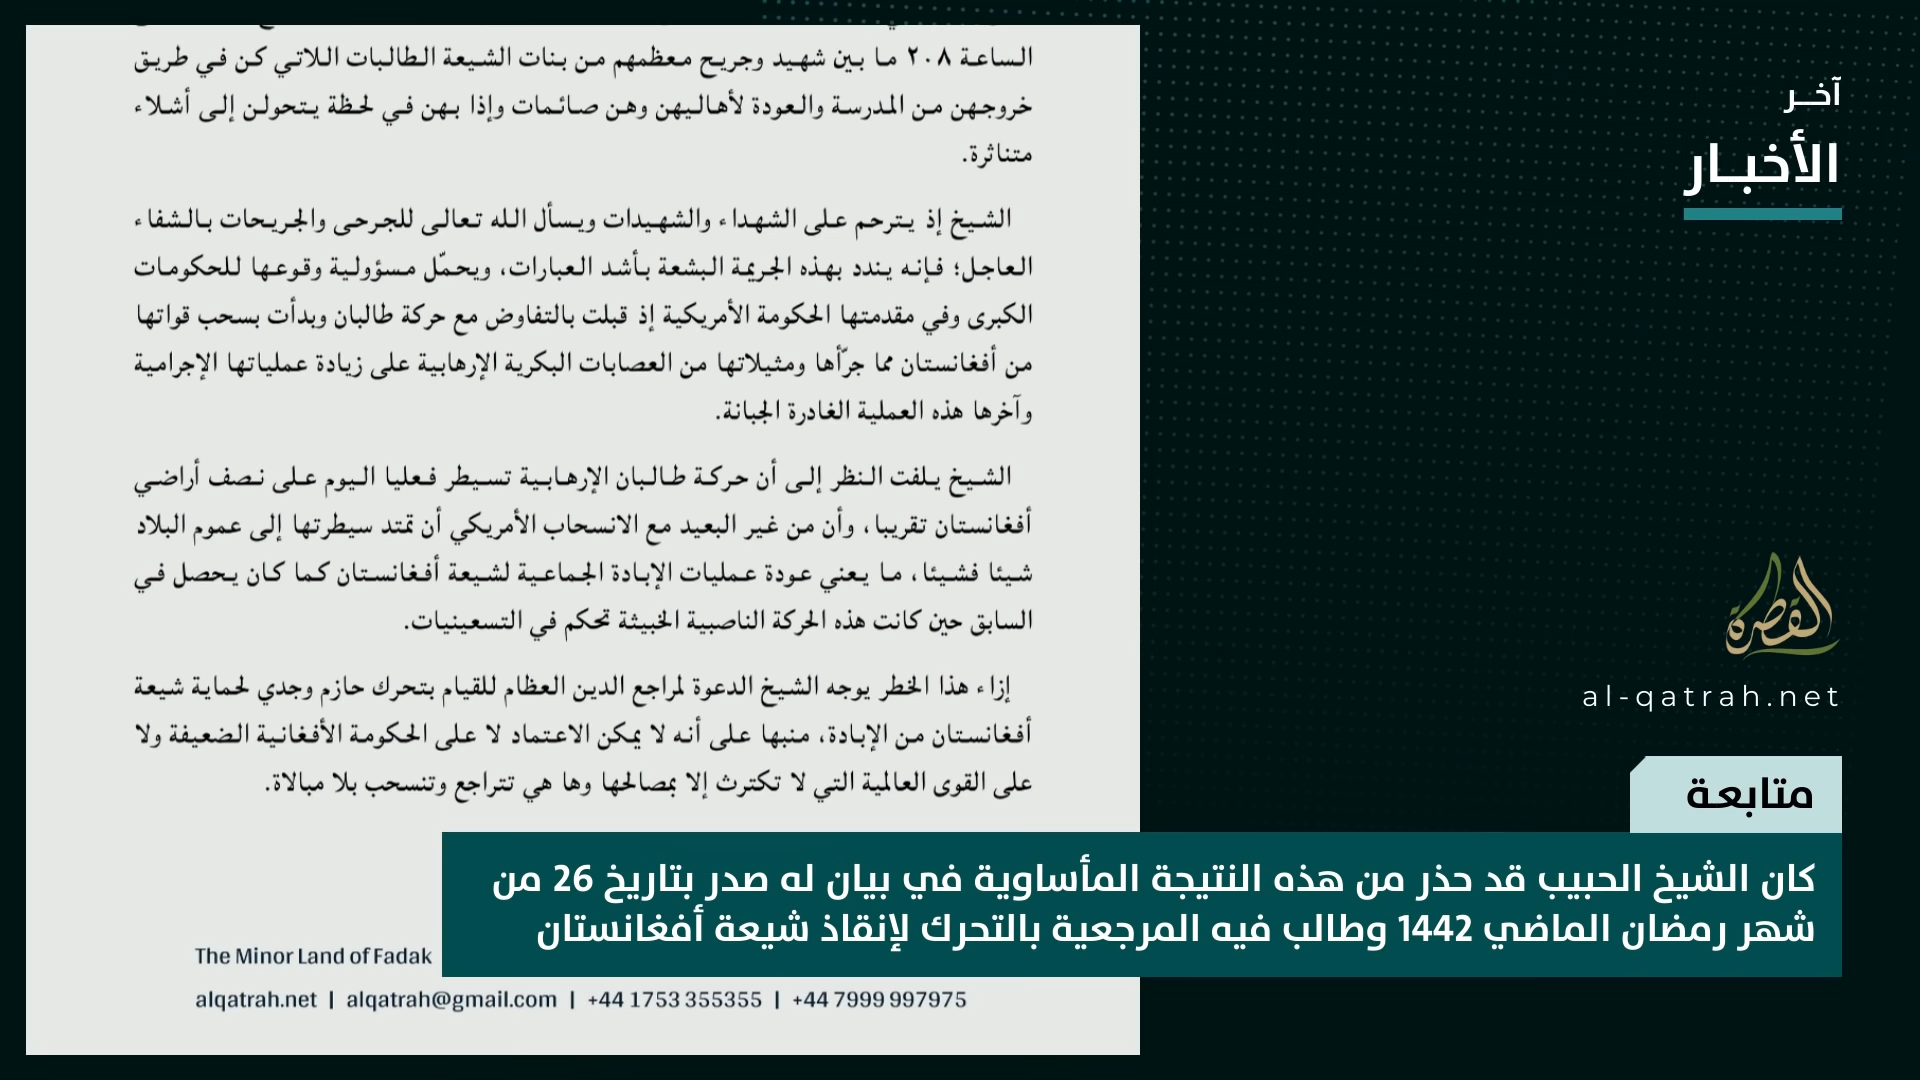 الساعة ٢٠٨ ما بين شهيد وجريح معظمهم من بنات الشيعة الطالبات اللاتي كن في طريق
خروجهن من المدرسة والعودة لأهاليهن وهن صائمات وإذا بهن في لحظة يتحولن إلى أشلاء
متناثرة.
الشيخ إذ يترحم على الشهداء والشهيدات ويسأل الله تعالى للجرحى والجريحات بالشفاء
العاجل؛ فإنه يندد بهذه الجريمة البشعة بأشد العبارات، ويحمّل مسؤولية وقوعها للحكومات
الكبرى وفي مقدمتها الحكومة الأمريكية إذ قبلت بالتفاوض مع حركة طالبان وبدأت بسحب قواتها
من أفغانستان مما جرّأها ومثيلاتها من العصابات البكرية الإرهابية على زيادة عملياتها الإجرامية
وآخرها هذه العملية الغادرة الجبانة.
الشيخ يلفت النظر إلى أن حركة طالبان الإرهابية تسيطر فعليا اليوم على نصف أراضي
أفغانستان تقريبا، وأن من غير البعيد مع الانسحاب الأمريكي أن تمتد سيطرتها إلى عموم البلاد
شيئا فشيئا، ما يعني عودة عمليات الإبادة الجماعية لشيعة أفغانستان كما كان يحصل في
السابق حين كانت هذه الحركة الناصبية الخبيثة تحكم في التسعينيات.
إزاء هذا الخطر يوجه الشيخ الدعوة لمراجع الدين العظام للقيام بتحرك حازم وجدي لحماية شيعة
أفغانستان من الإبادة، منبها على أنه لا يمكن الاعتماد لا على الحكومة الأفغانية الضعيفة ولا
على القوى العالمية التي لا تكترث إلا بمصالحها وها هي تتراجع وتنسحب بلا مبالاة.
The Minor Land of Fadak
alqatrah.net | alqatrah@gmail.com | +44 1753 355355 | +44 7999 997975
آخـر
الأخبـار
القطرة
al-qatrah.net
متابعة
كان الشيخ الحبيب قد حذر من هذه النتيجة المأساوية في بيان له صدر بتاريخ 26 من
شهر رمضان الماضي 1442 وطالب فيه المرجعية بالتحرك لإنقاذ شيعة أفغانستان